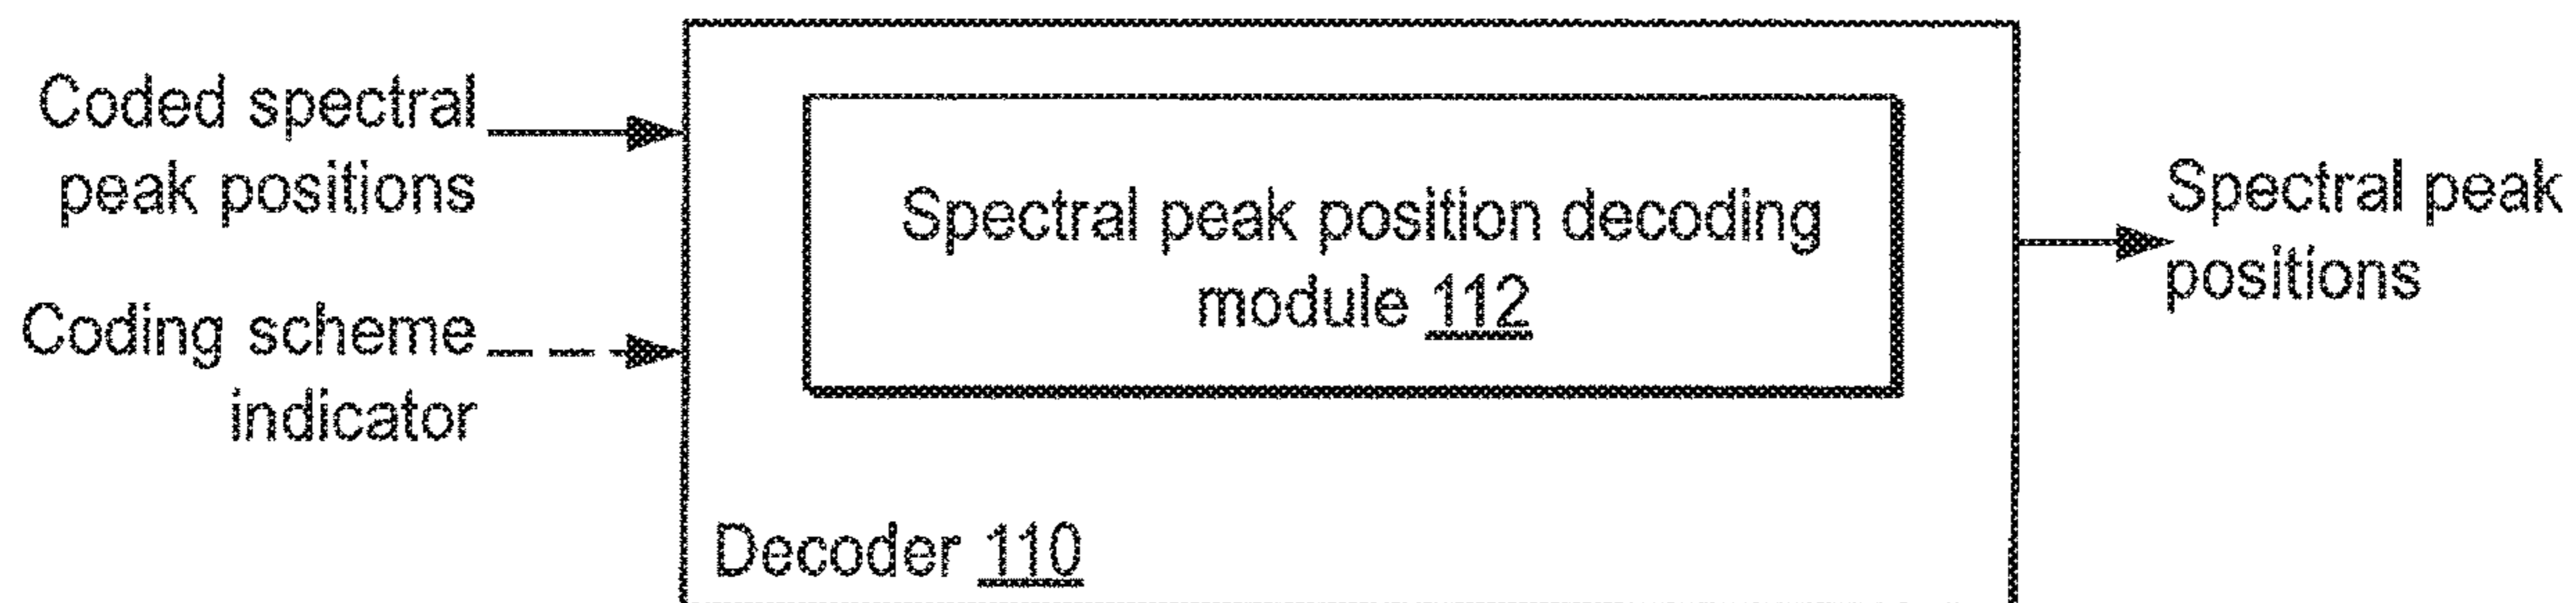 Coded spectral
peak positions
Coding scheme
indicator
Spectral peak position decoding
module 112
Decoder 110
Spectral peak
positions